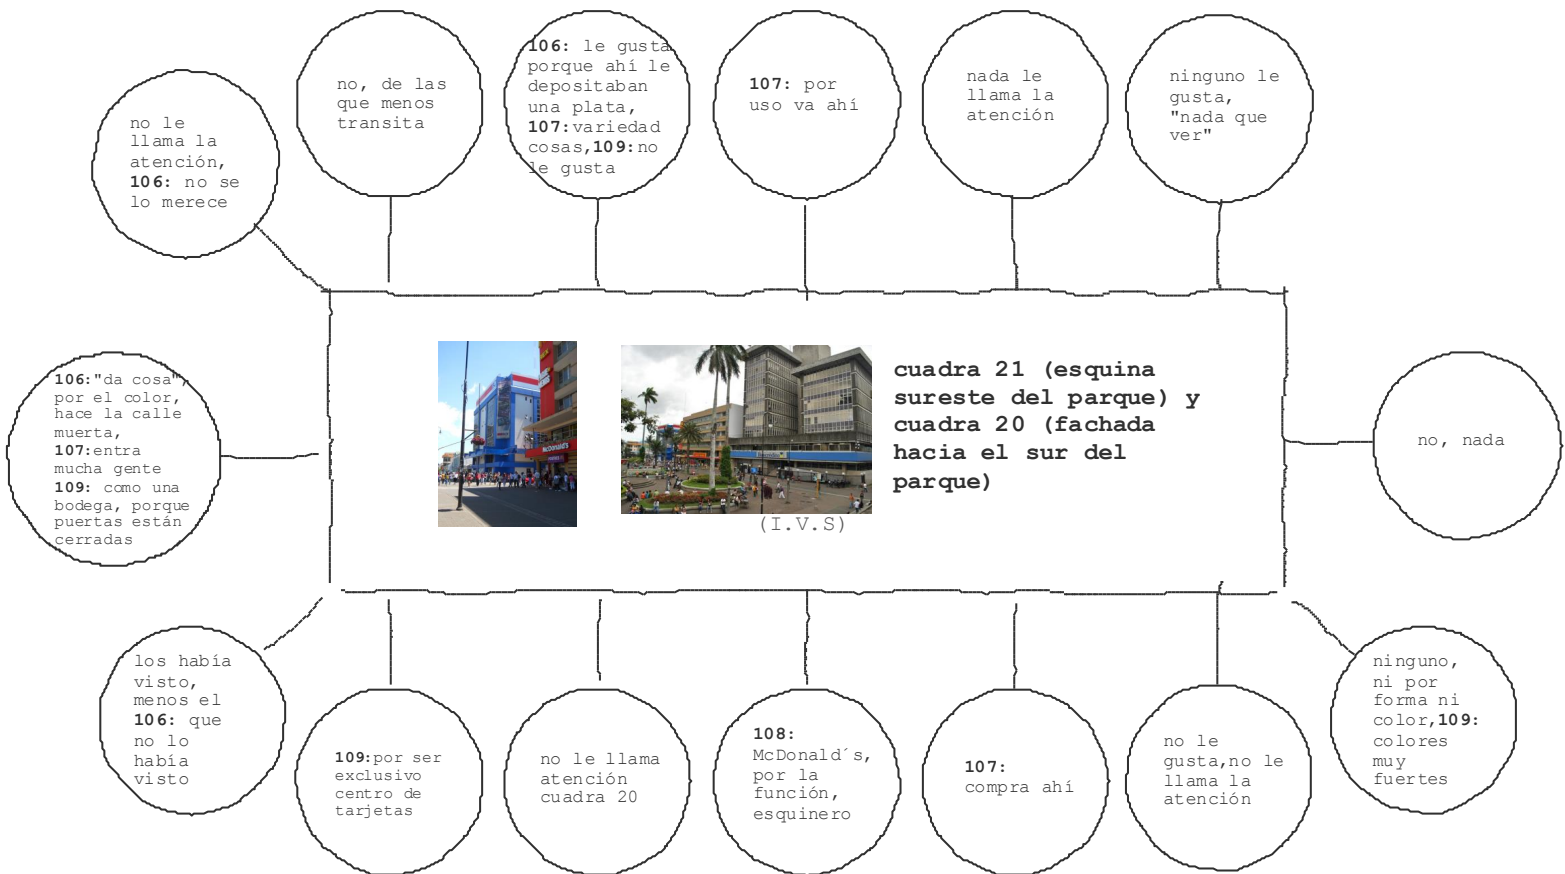 no le
llama la
atención,
106: no se
lo merece
no, de las
que menos
transita
106: le gusta
porque ahí le
depositaban
una plata,
107:variedad
cosas,109:no
le gusta
107: por
uso va ahí
nada le
llama la
atención
ninguno le
gusta,
"nada que
ver"
106:"da cosa",
por el color,
hace la calle
muerta,
107:entra
mucha gente
109: como una
bodega, porque
puertas están
cerradas
McDonald's
cuadra 21 (esquina
sureste del parque) y
cuadra 20 (fachada
hacia el sur del
parque)
(I.V.S)
no, nada
los había
visto,
menos el
106: que
no lo
había
visto
109:por ser
exclusivo
centro de
tarjetas
no le llama
atención
cuadra 20
108:
McDonald´s,
por la
función,
esquinero
107:
compra ahí
no le
gusta,no le
llama la
atención
ninguno,
ni por
forma ni
color,109:
colores
muy
fuertes